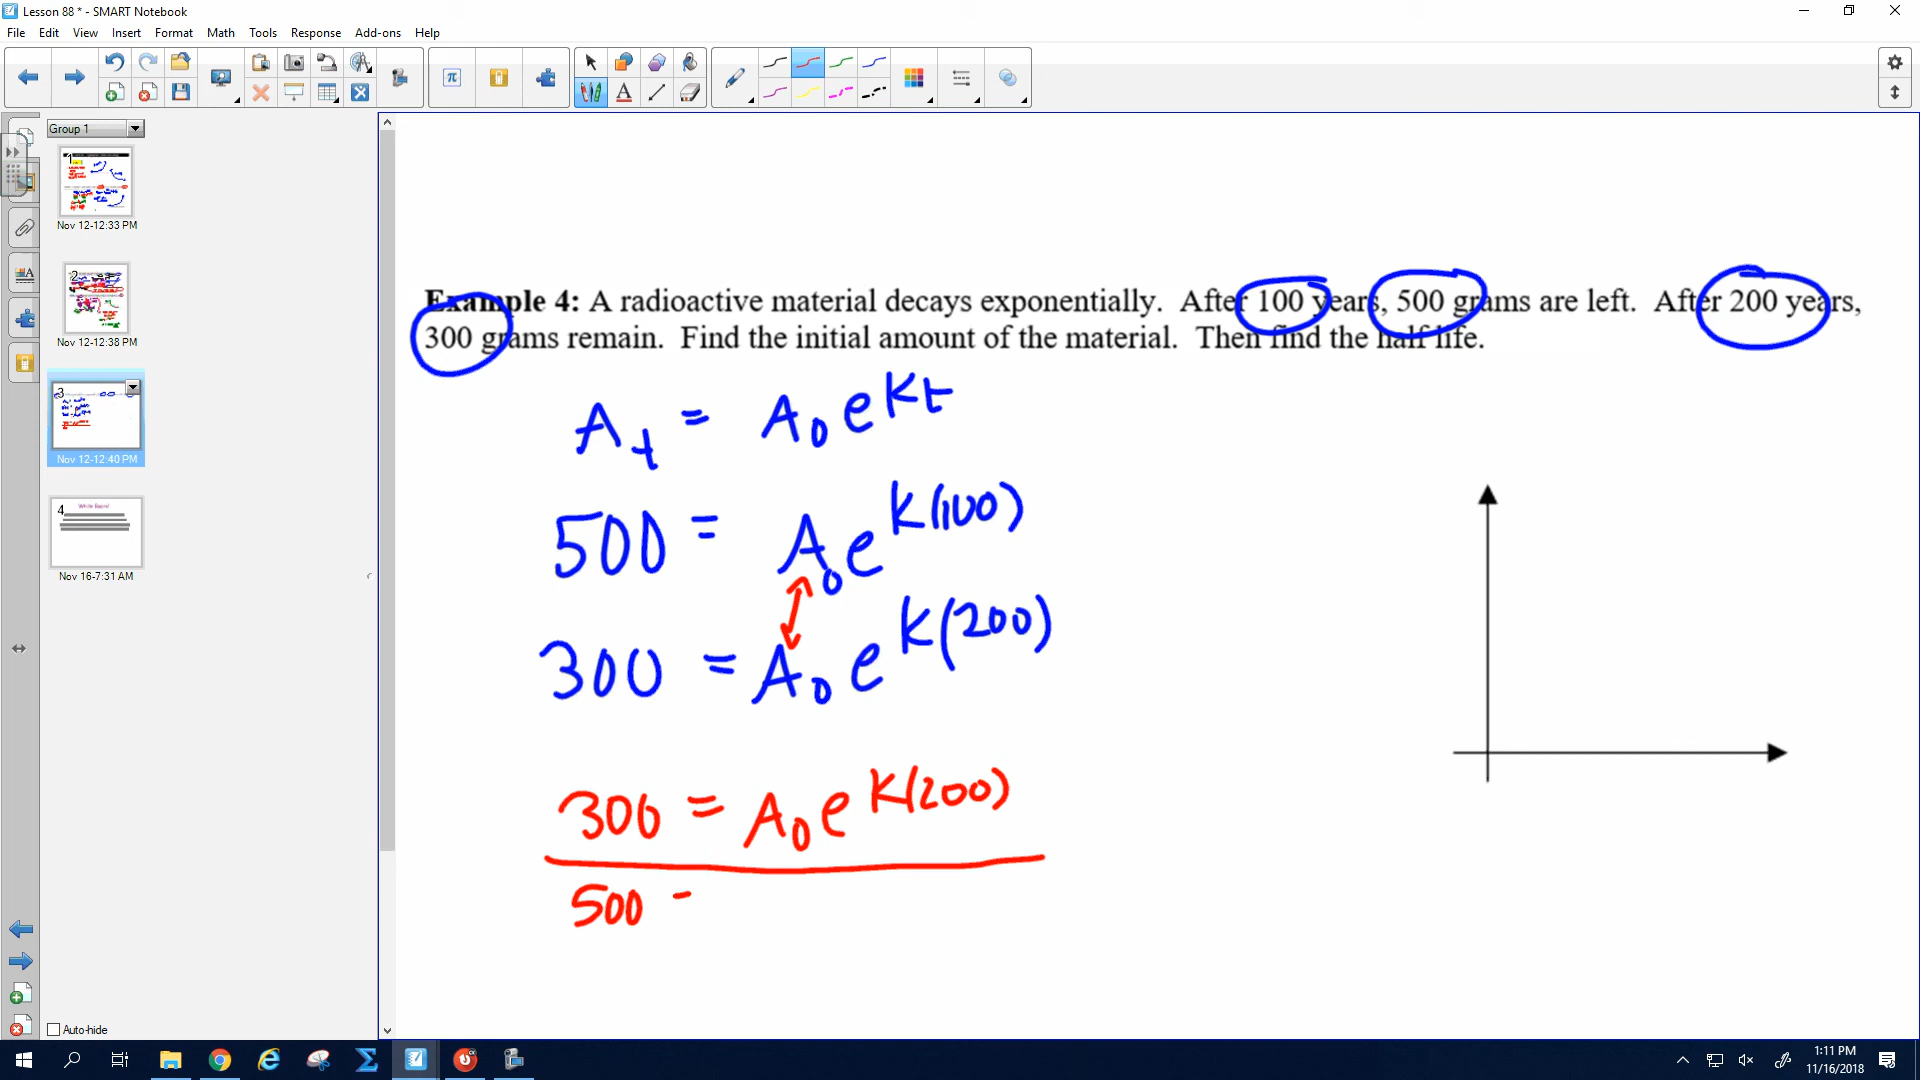 Lesson 88 * - SMART Notebook
File Edit View Insert Format Math Tools Response Add-ons Help
Group 1
1
Nov 12-12:33 PM
2
Nov 12-12:38 PM
3
Nov 12-12:40 PM
4
Nov 16-7:31 AM
Auto-hide
Example 4: A radioactive material decays exponentially. After 100 years, 500 grams are left. After 200 years,
300 grams remain. Find the initial amount of the material. Then find the half life.
A_t = A_0 e^{kt}
500 = A_0 e^{k(100)}
300 = A_0 e^{k(200)}
300 = A_0 e^{k(200)}
500 -
1:11 PM
11/16/2018